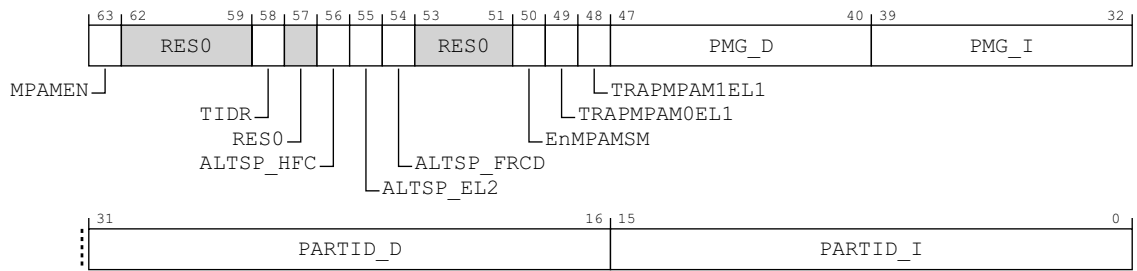 63 62 59 58 57 56 55 54 53 51 50 49 48 47 40 39 32
RES0 RES0 PMG_D PMG_I
MPAMEN TRAPMPAM1EL1
TIDR TRAPMPAM0EL1
RES0 EnMPAMSM
ALTSP_HFC ALTSP_FRCD
ALTSP_EL2
31 16 15 0
PARTID_D PARTID_I